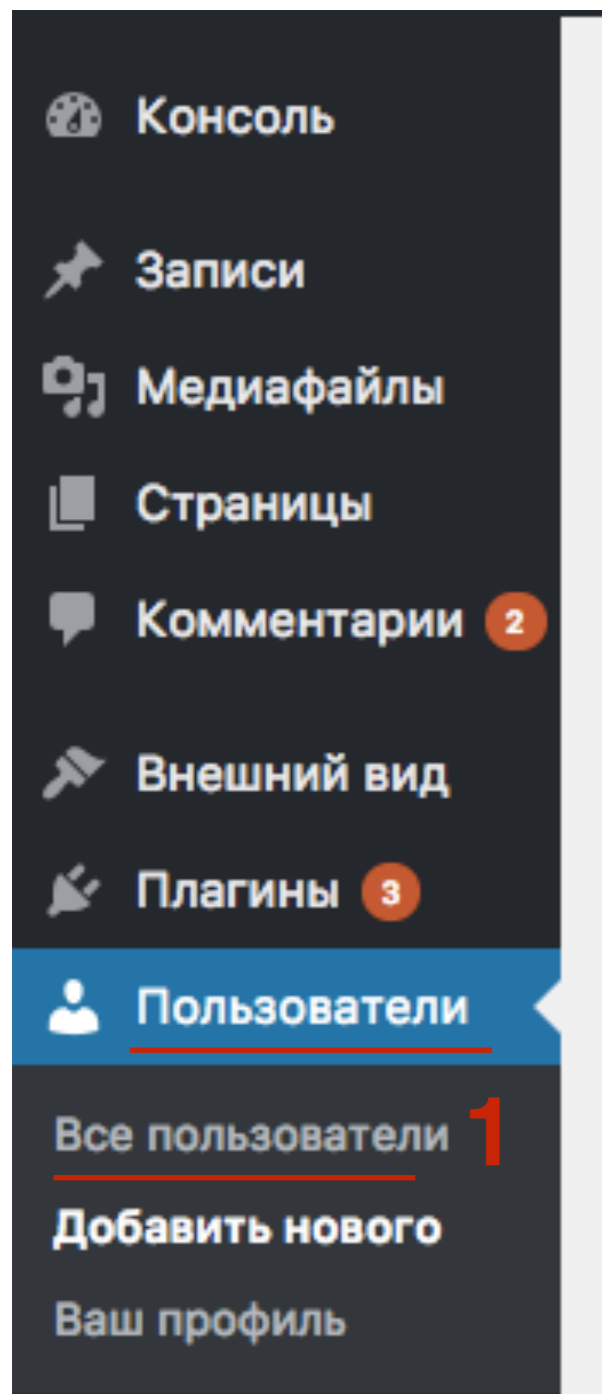 Консоль
Записи
Медиафайлы
Страницы
Комментарии 2
Внешний вид
Плагины 3
Пользователи
Все пользователи 1
Добавить нового
Ваш профиль